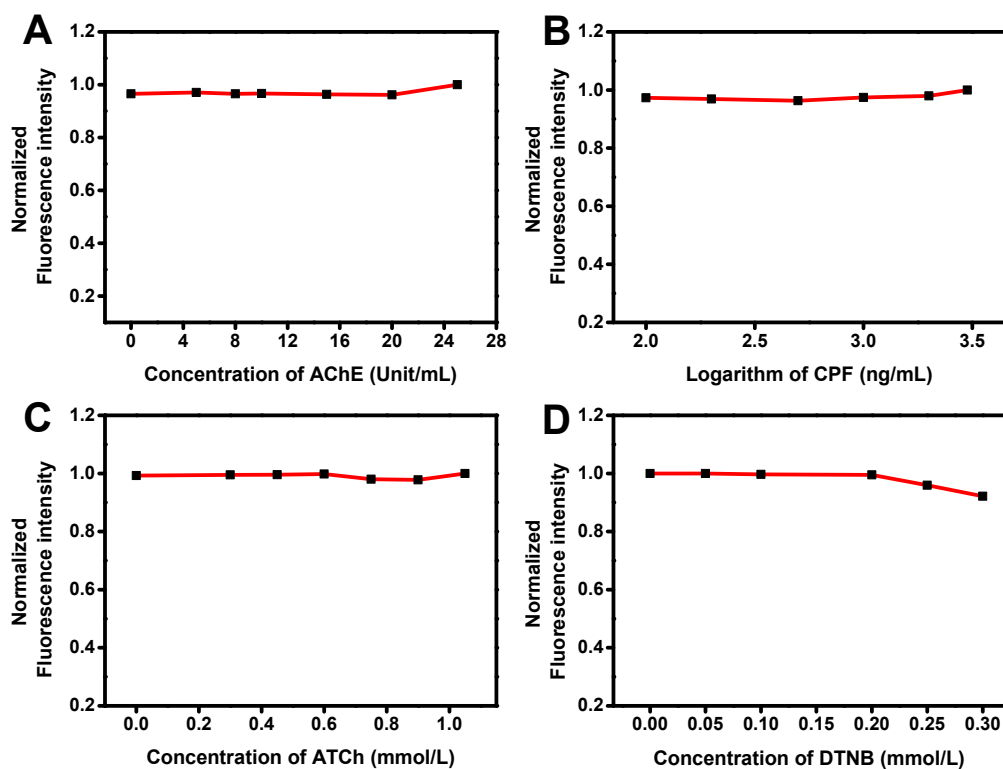 A
Normalized
Fluorescence intensity
1.2
1.0
0.8
0.6
0.4
0.2
0 4 8 12 16 20 24 28
Concentration of AChE (Unit/mL)
B
Normalized
Fluorescence intensity
1.2
1.0
0.8
0.6
0.4
0.2
2.0 2.5 3.0 3.5
Logarithm of CPF (ng/mL)
C
Normalized
Fluorescence intensity
1.2
1.0
0.8
0.6
0.4
0.2
0.0 0.2 0.4 0.6 0.8 1.0
Concentration of ATCh (mmol/L)
D
Normalized
Fluorescence intensity
1.2
1.0
0.8
0.6
0.4
0.2
0.00 0.05 0.10 0.15 0.20 0.25 0.30
Concentration of DTNB (mmol/L)